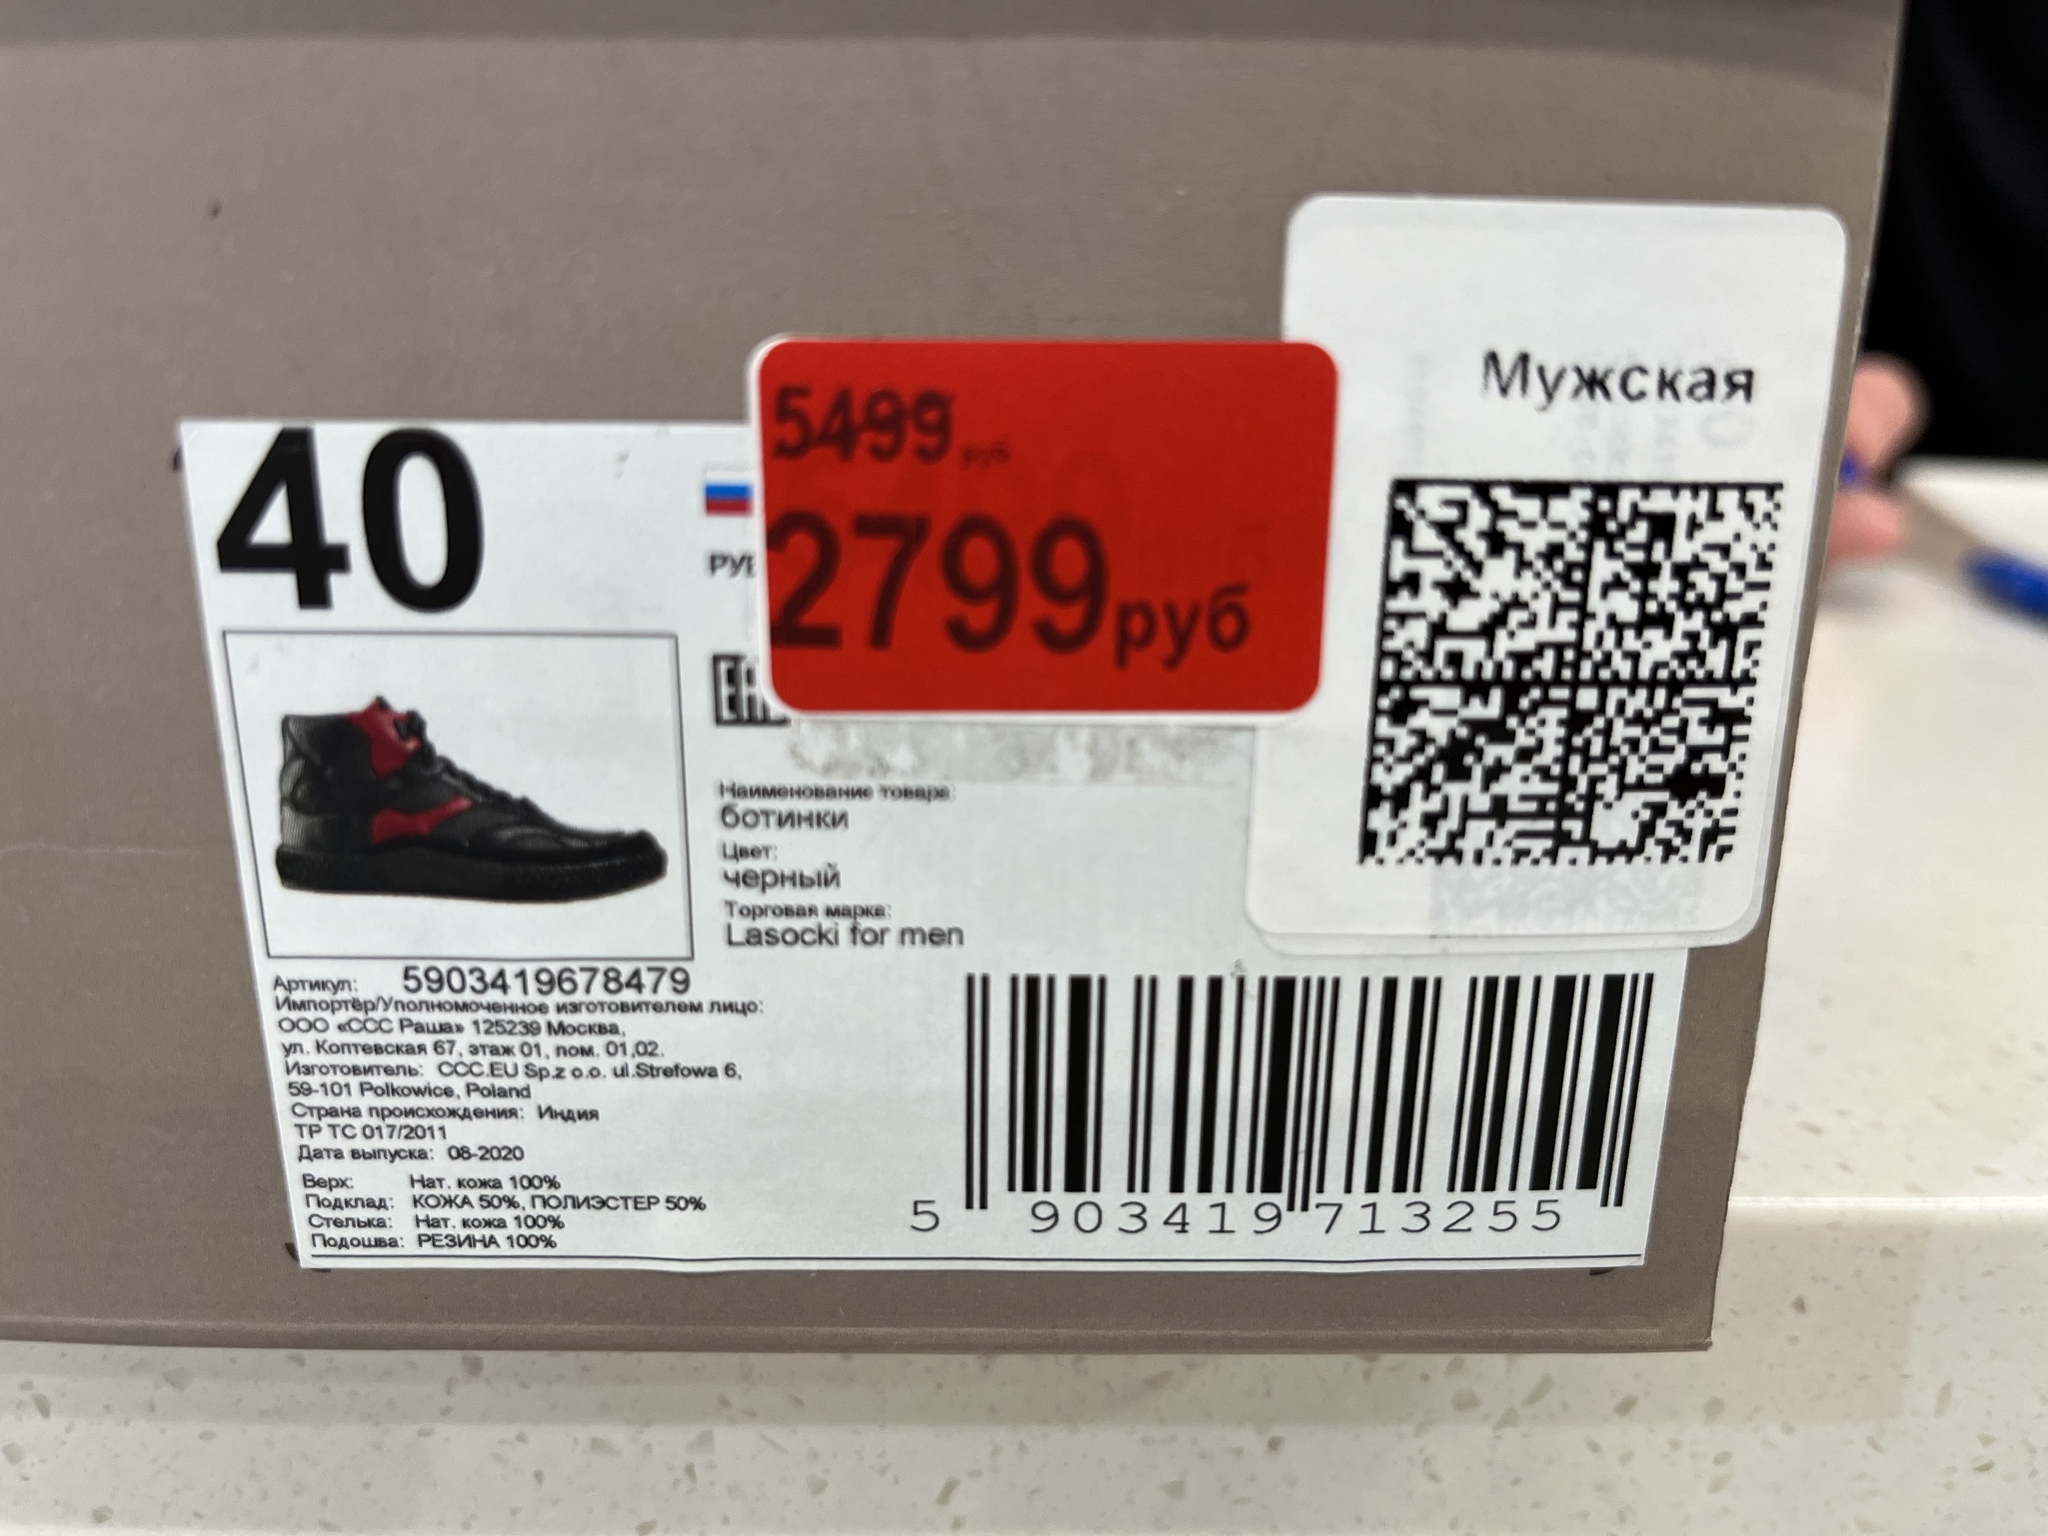 Мужская
5499 руб
2799 руб
40
Наименование товара:
ботинки
Цвет:
черный
Торговая марка:
Lasocki for men
Артикул: 5903419678479
Импортёр/Уполномоченное изготовителем лицо:
ООО «ССС Раша» 125239 Москва,
ул. Коптевская 67, этаж 01, пом. 01,02.
Изготовитель: CCC.EU Sp.z o.o. ul.Strefowa 6,
59-101 Polkowice, Poland
Страна происхождения: Индия
ТР ТС 017/2011
Дата выпуска: 08-2020
Верх: Нат. кожа 100%
Подклад: КОЖА 50%, ПОЛИЭСТЕР 50%
Стелька: Нат. кожа 100%
Подошва: РЕЗИНА 100%
5 903419 713255